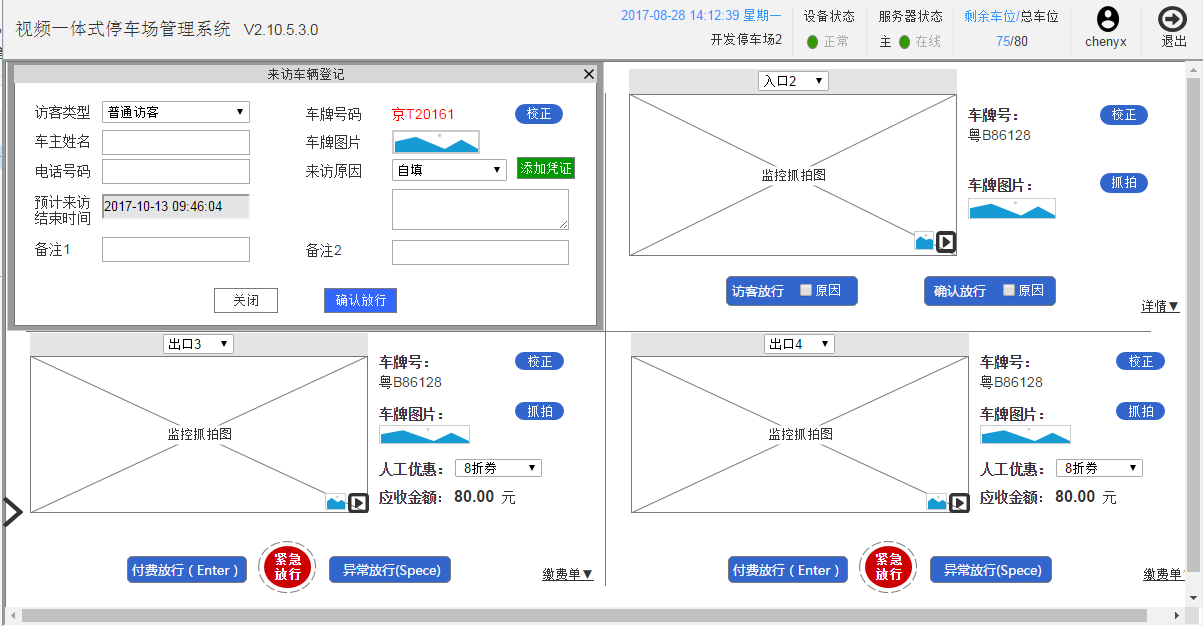 视频一体式停车场管理系统 V2.10.5.3.0
2017-08-28 14:12:39 星期一
开发停车场2
设备状态
正常
服务器状态
主 在线
剩余车位/总车位
75/80
chenyx
退出
来访车辆登记
访客类型 普通访客
车牌号码 京T20161 校正
车主姓名
车牌图片
电话号码
来访原因 自填 添加凭证
预计来访
结束时间
2017-10-13 09:46:04
备注1
备注2
关闭 确认放行
入口2
监控抓拍图
车牌号：
粤B86128
校正
车牌图片：
抓拍
访客放行 原因
确认放行 原因
详情▼
出口3
监控抓拍图
车牌号：
粤B86128
校正
车牌图片：
抓拍
人工优惠： 8折券
应收金额： 80.00 元
付费放行（Enter）
紧急
放行
异常放行(Spece)
缴费单▼
出口4
监控抓拍图
车牌号：
粤B86128
校正
车牌图片：
抓拍
人工优惠： 8折券
应收金额： 80.00 元
付费放行（Enter）
紧急
放行
异常放行(Spece)
缴费单